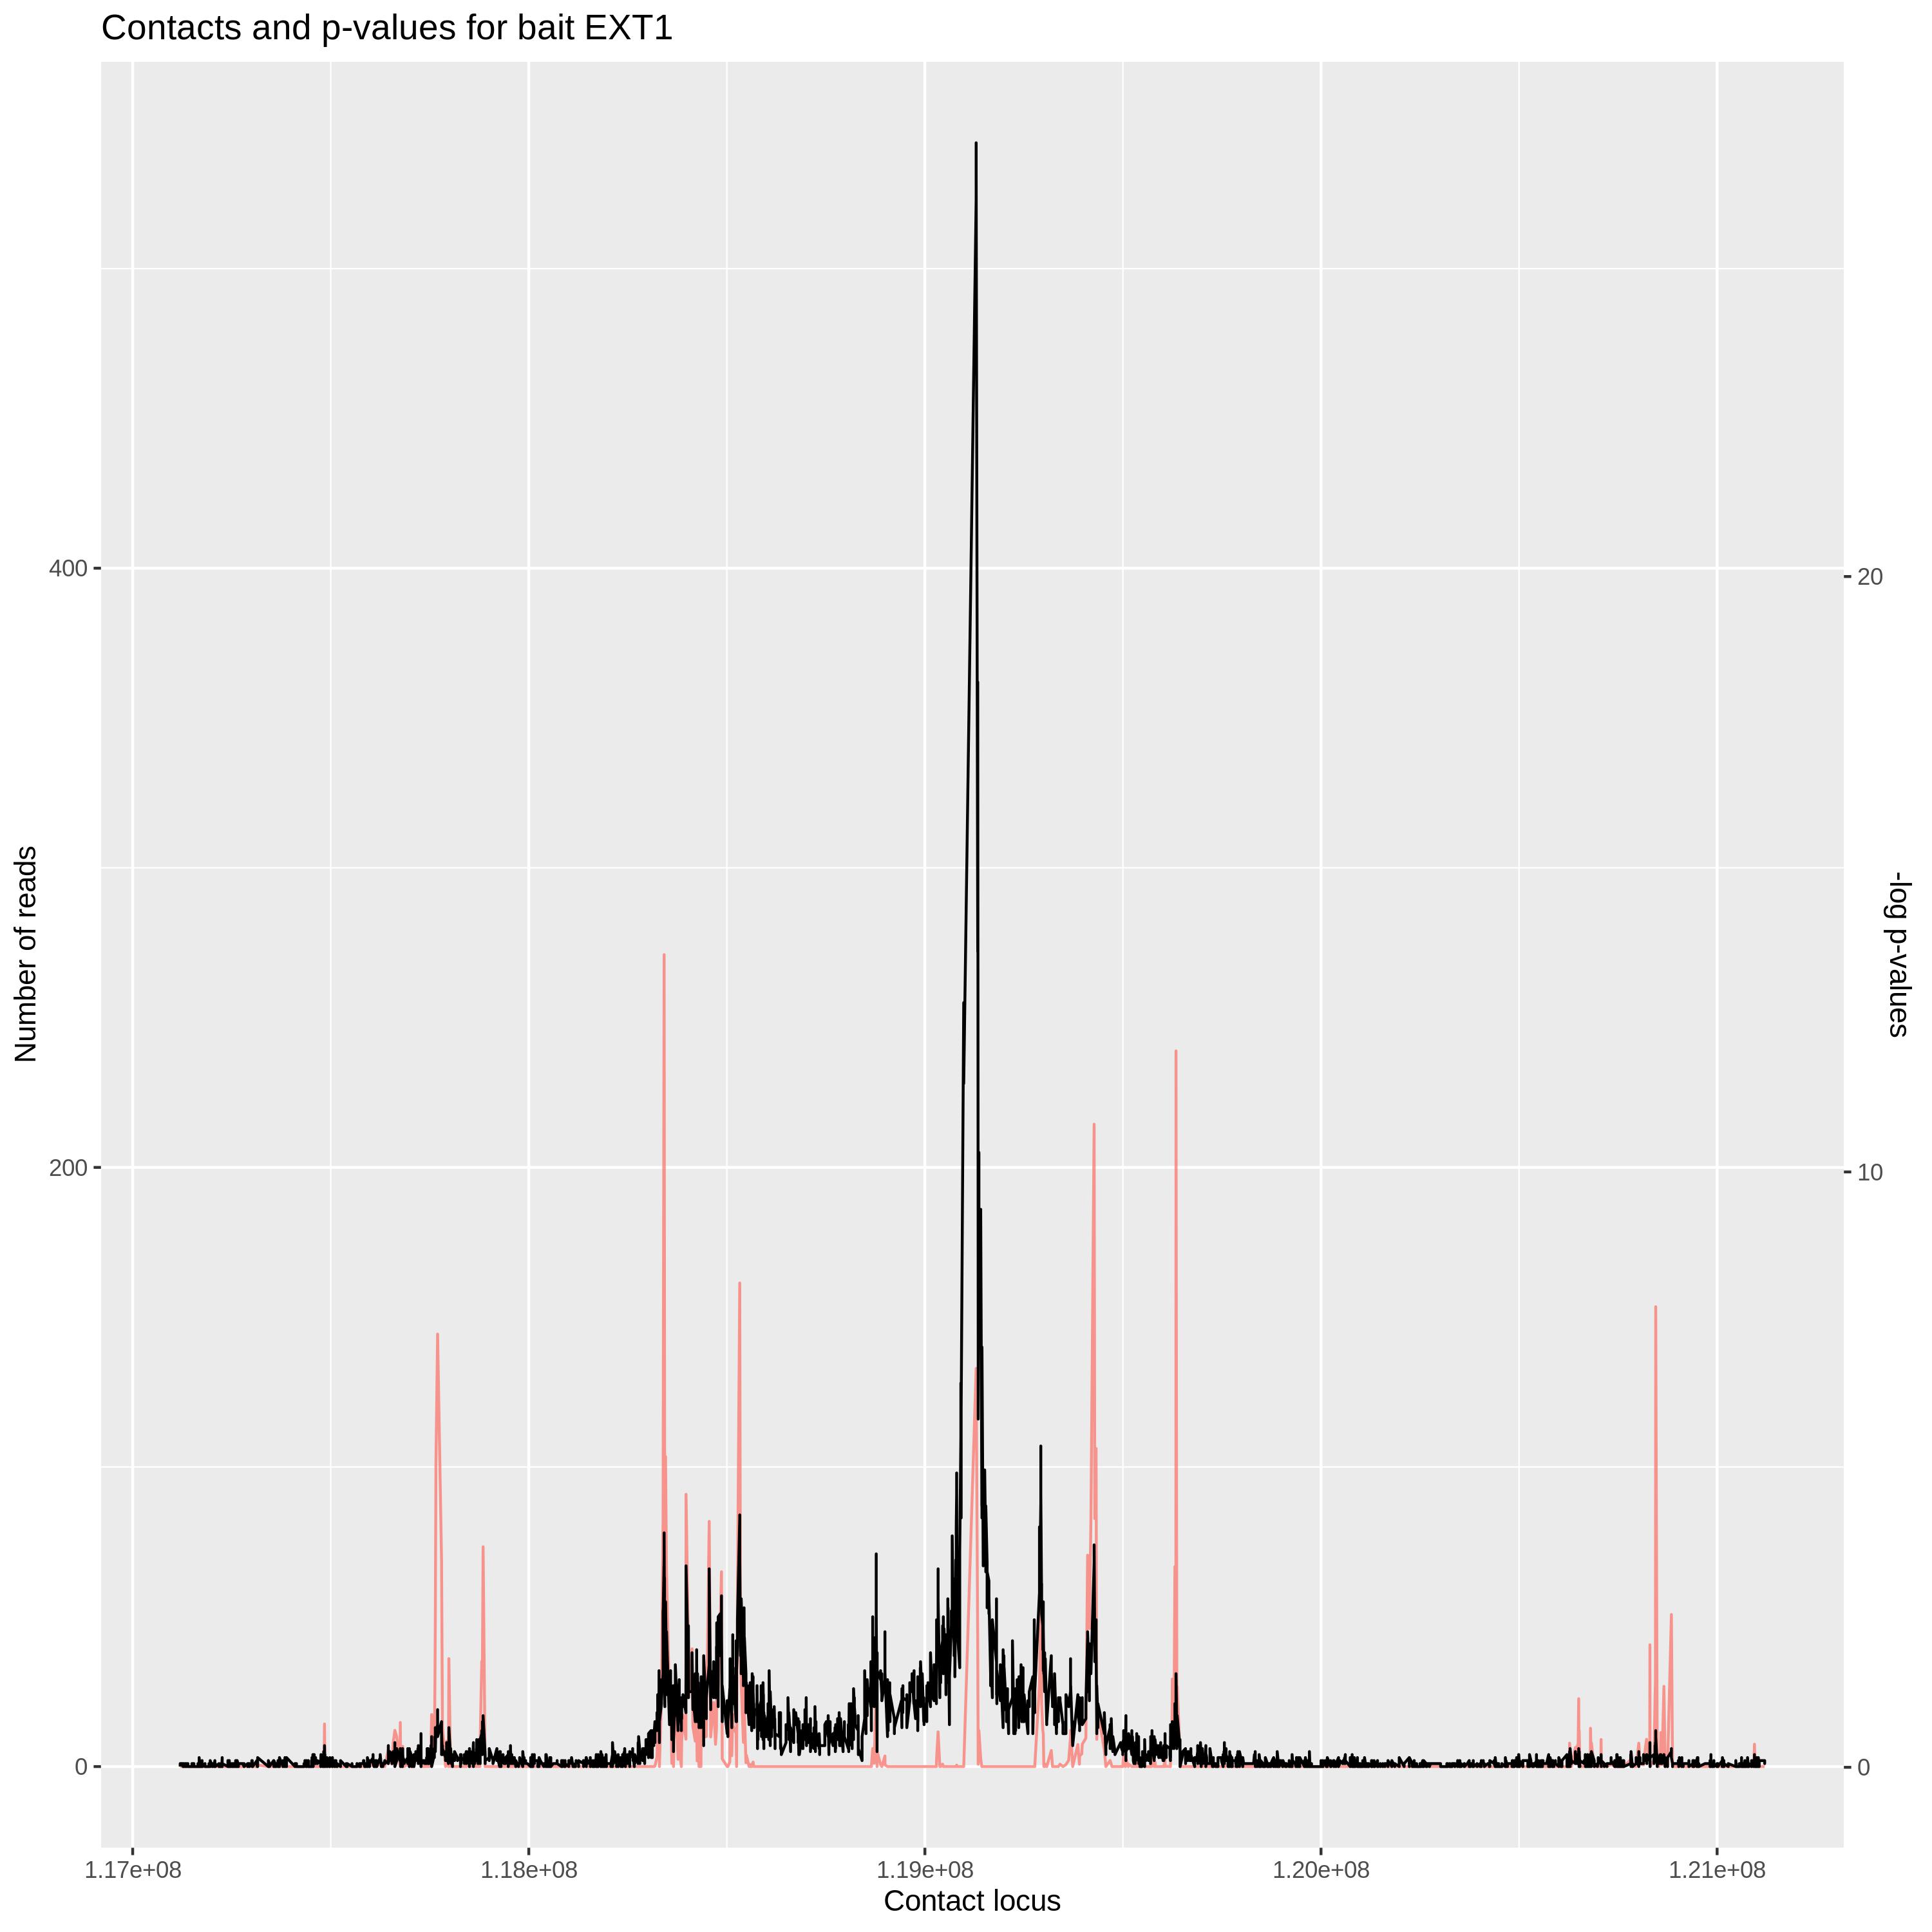 Contacts and p-values for bait EXT1
400
200
0
Number of reads
20
10
0
-log p-values
1.17e+08
1.18e+08
1.19e+08
1.20e+08
1.21e+08
Contact locus